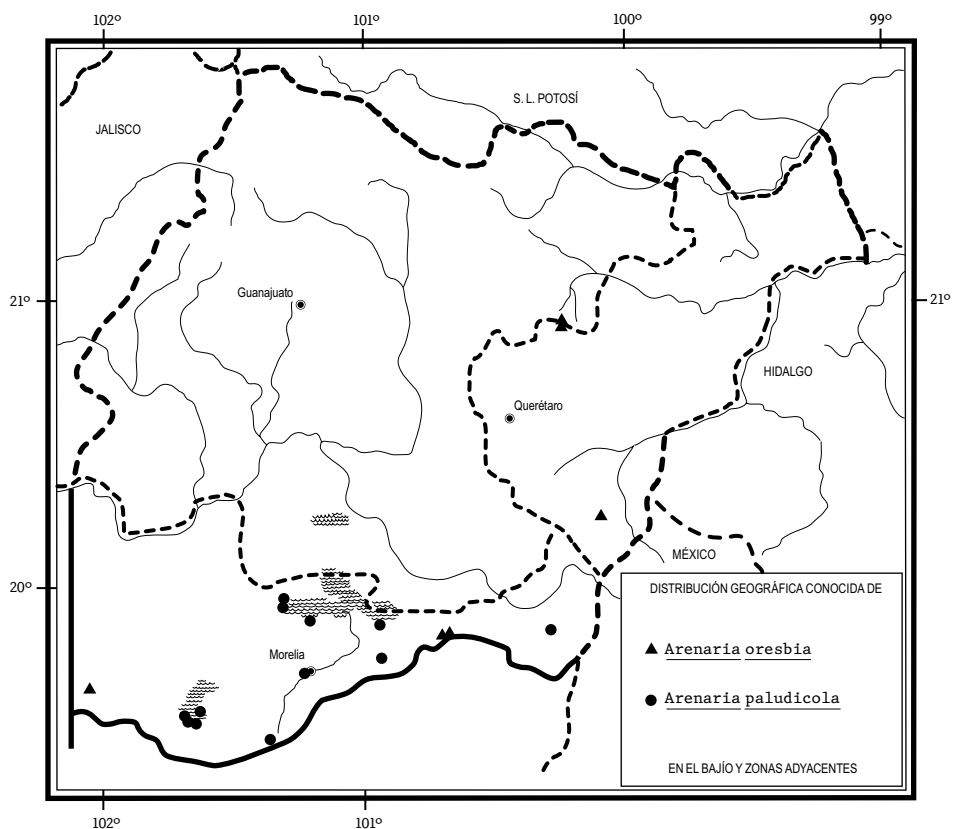 102º 101º 100º 99º
S. L. POTOSÍ
JALISCO
Guanajuato
21º 21º
HIDALGO
Querétaro
MÉXICO
20º
DISTRIBUCIÓN GEOGRÁFICA CONOCIDA DE
Arenaria oresbia
Morelia
Arenaria paludicola
EN EL BAJÍO Y ZONAS ADYACENTES
102º 101º